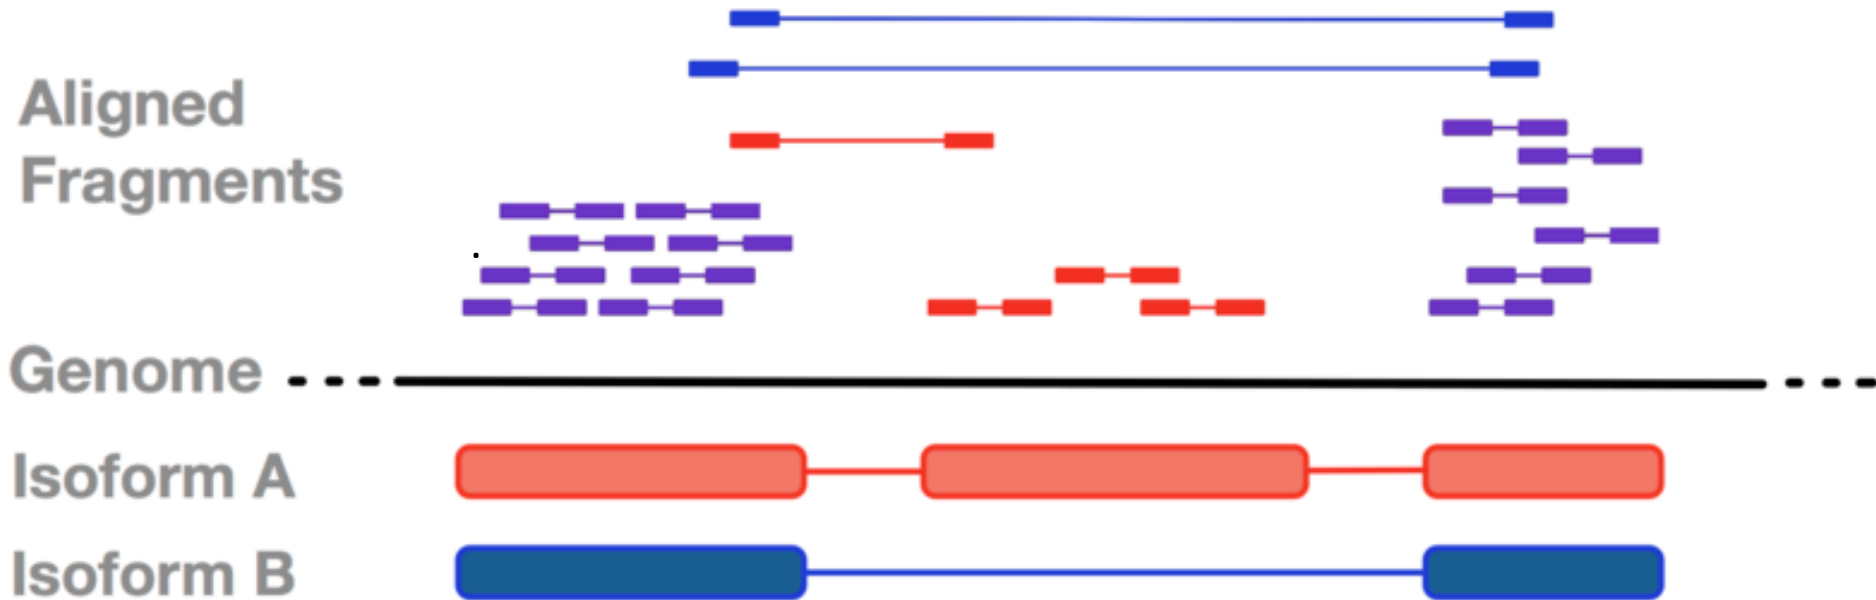 Aligned
Fragments
Genome
Isoform A
Isoform B